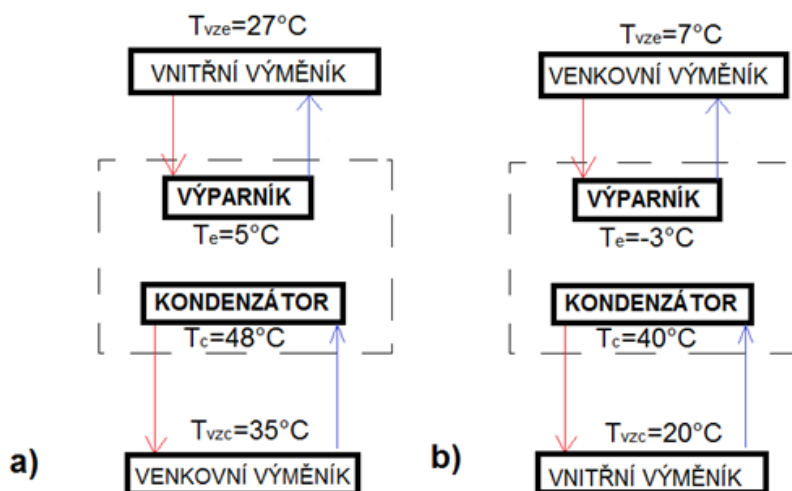 Tvze=27°C
VNITŘNÍ VÝMĚNÍK
VÝPARNÍK
Te=5°C
KONDENZÁTOR
Tc=48°C
Tvzc=35°C
VENKOVNÍ VÝMĚNÍK
a)
Tvze=7°C
VENKOVNÍ VÝMĚNÍK
VÝPARNÍK
Te=-3°C
KONDENZÁTOR
Tc=40°C
Tvzc=20°C
VNITŘNÍ VÝMĚNÍK
b)